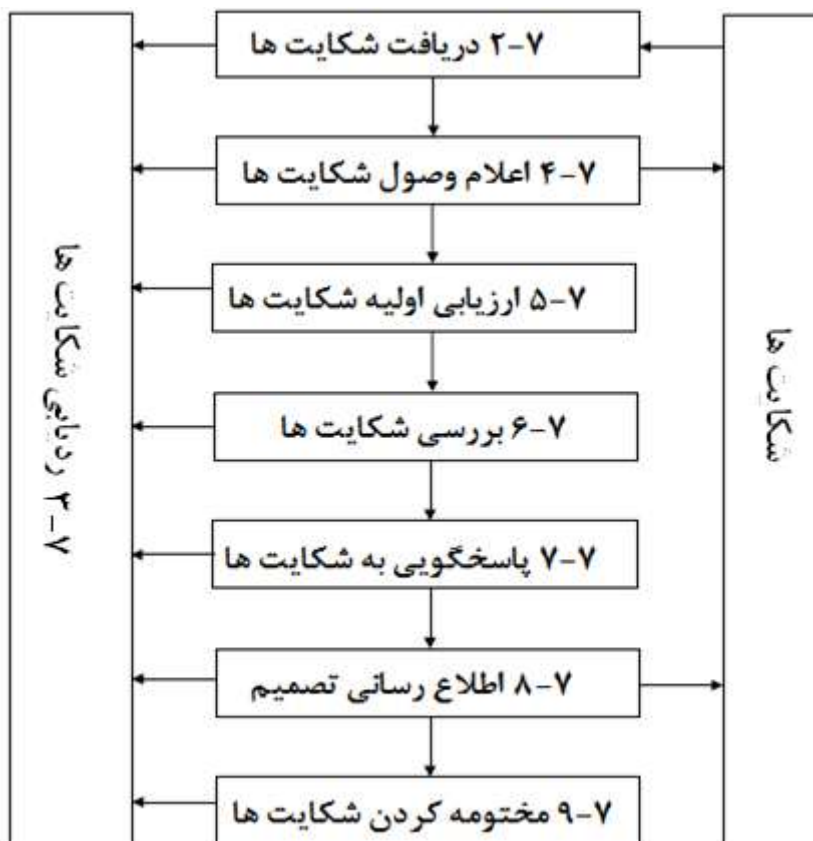 ۷-۲ دریافت شکایت ها
۷-۴ اعلام وصول شکایت ها
۷-۵ ارزیابی اولیه شکایت ها
۷-۶ بررسی شکایت ها
۷-۷ پاسخگویی به شکایت ها
۷-۸ اطلاع رسانی تصمیم
۷-۹ مختومه کردن شکایت ها
شکایت ها
۷-۳ ردیابی شکایت ها